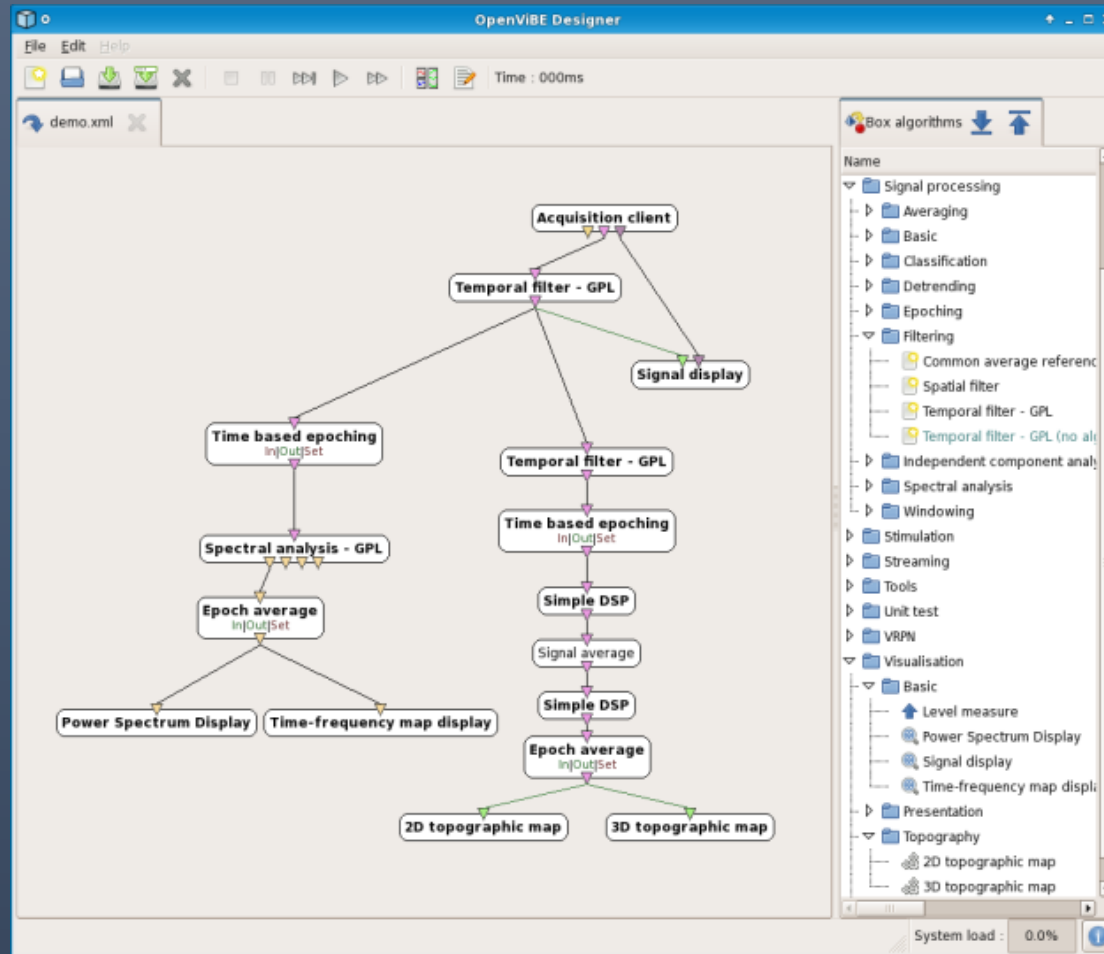 OpenViBE Designer
File Edit Help
Time : 000ms
demo.xml
Acquisition client
Temporal filter - GPL
Signal display
Time based epoching
In|Out|Set
Temporal filter - GPL
Time based epoching
In|Out|Set
Spectral analysis - GPL
Simple DSP
Epoch average
In|Out|Set
Signal average
Simple DSP
Power Spectrum Display
Time-frequency map display
Epoch average
In|Out|Set
2D topographic map
3D topographic map
Box algorithms
Name
Signal processing
Averaging
Basic
Classification
Detrending
Epoching
Filtering
Common average referenc
Spatial filter
Temporal filter - GPL
Temporal filter - GPL (no al
Independent component anal
Spectral analysis
Windowing
Stimulation
Streaming
Tools
Unit test
VRPN
Visualisation
Basic
Level measure
Power Spectrum Display
Signal display
Time-frequency map displ
Presentation
Topography
2D topographic map
3D topographic map
System load : 0.0%